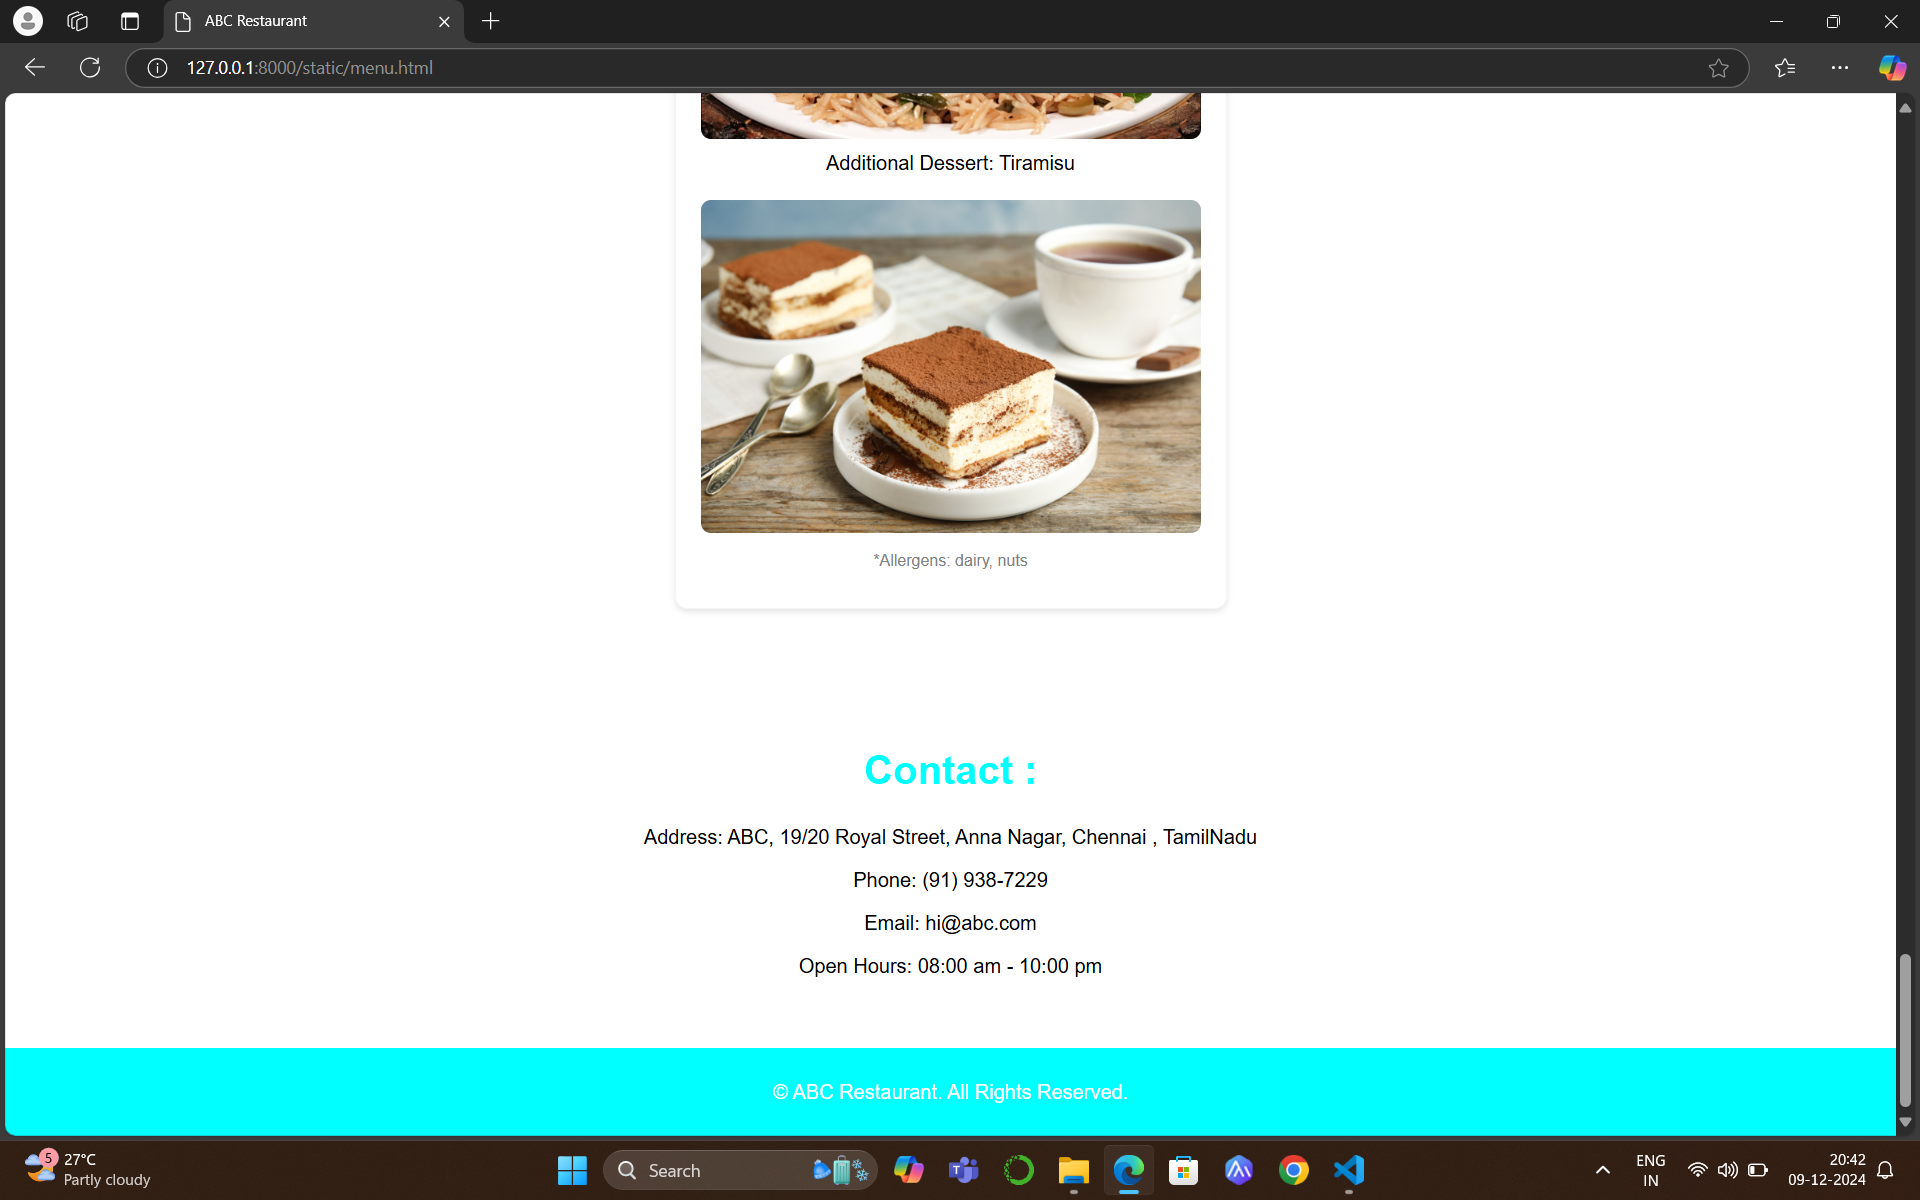 ABC Restaurant
127.0.0.1:8000/static/menu.html
Additional Dessert: Tiramisu
*Allergens: dairy, nuts
Contact :
Address: ABC, 19/20 Royal Street, Anna Nagar, Chennai , TamilNadu
Phone: (91) 938-7229
Email: hi@abc.com
Open Hours: 08:00 am - 10:00 pm
© ABC Restaurant. All Rights Reserved.
5
27°C
Partly cloudy
Search
ENG
IN
20:42
09-12-2024